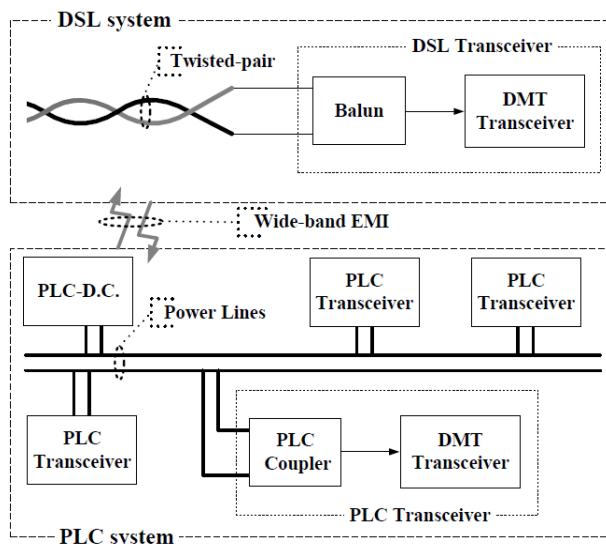 DSL system
DSL Transceiver
Twisted-pair
Balun
DMT
Transceiver
Wide-band EMI
PLC-D.C.
Power Lines
PLC
Transceiver
PLC
Transceiver
PLC
Transceiver
PLC
Coupler
DMT
Transceiver
PLC Transceiver
PLC system